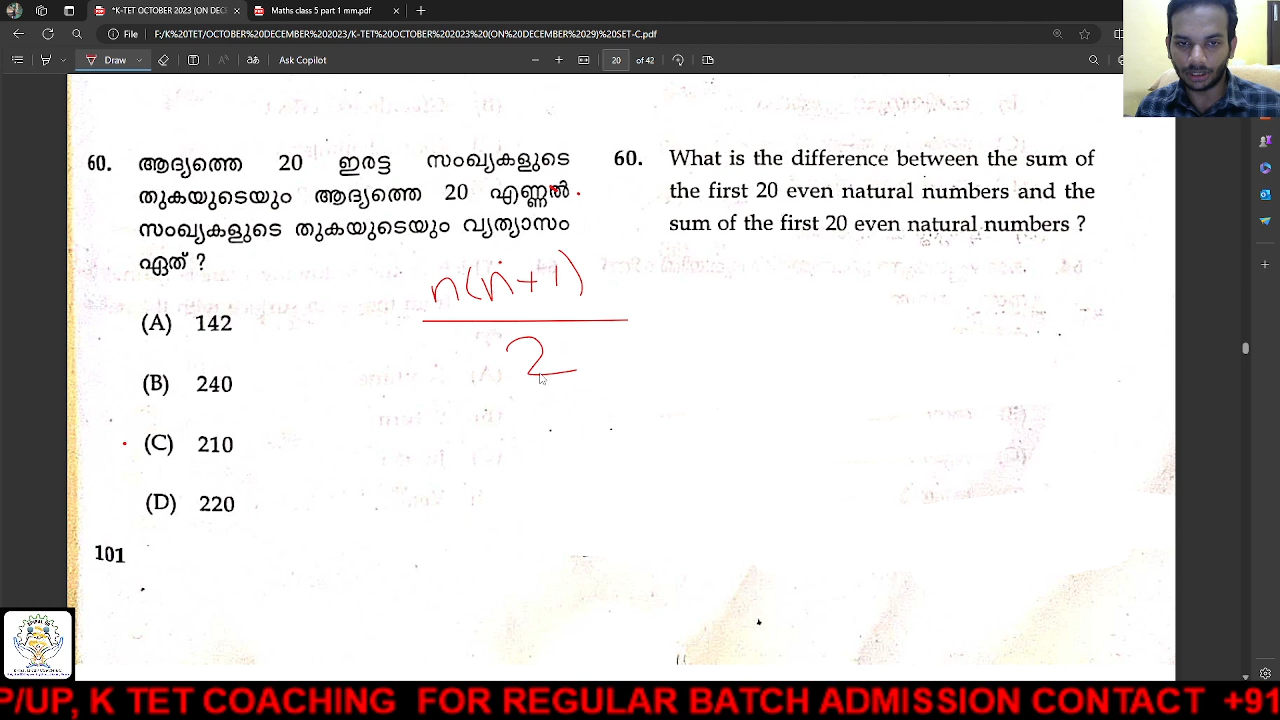 *K-TET OCTOBER 2023 (ON DEC
Maths class 5 part 1 mm.pdf
File
F:/K%20TET/OCTOBER%20DECEMBER%202023/K-TET%20OCTOBER%202023%20(ON%20DECEMBER%2029)%20SET-C.pdf
Draw
Ask Copilot
20 of 42
60. ആദ്യത്തെ 20 ഇരട്ട സംഖ്യകളുടെ
തുകയുടെയും ആദ്യത്തെ 20 എണ്ണൽ
സംഖ്യകളുടെ തുകയുടെയും വ്യത്യാസം
ഏത് ?
(A) 142
(B) 240
(C) 210
(D) 220
101
n(n+1)
2
60. What is the difference between the sum of
the first 20 even natural numbers and the
sum of the first 20 even natural numbers ?
P/UP, K TET COACHING FOR REGULAR BATCH ADMISSION CONTACT +91